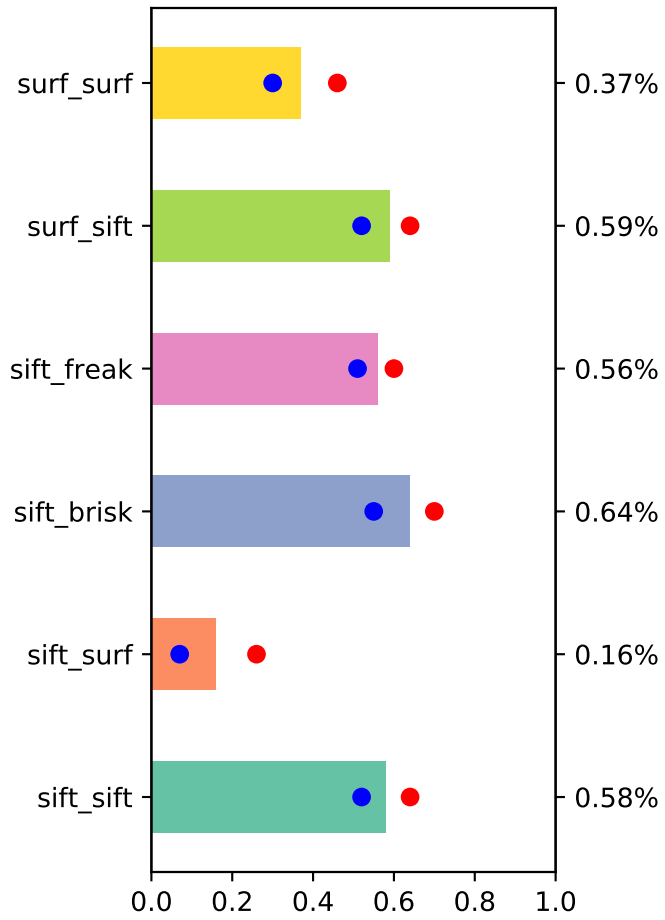 surf_surf 0.37%
surf_sift 0.59%
sift_freak 0.56%
sift_brisk 0.64%
sift_surf 0.16%
sift_sift 0.58%
0.0 0.2 0.4 0.6 0.8 1.0